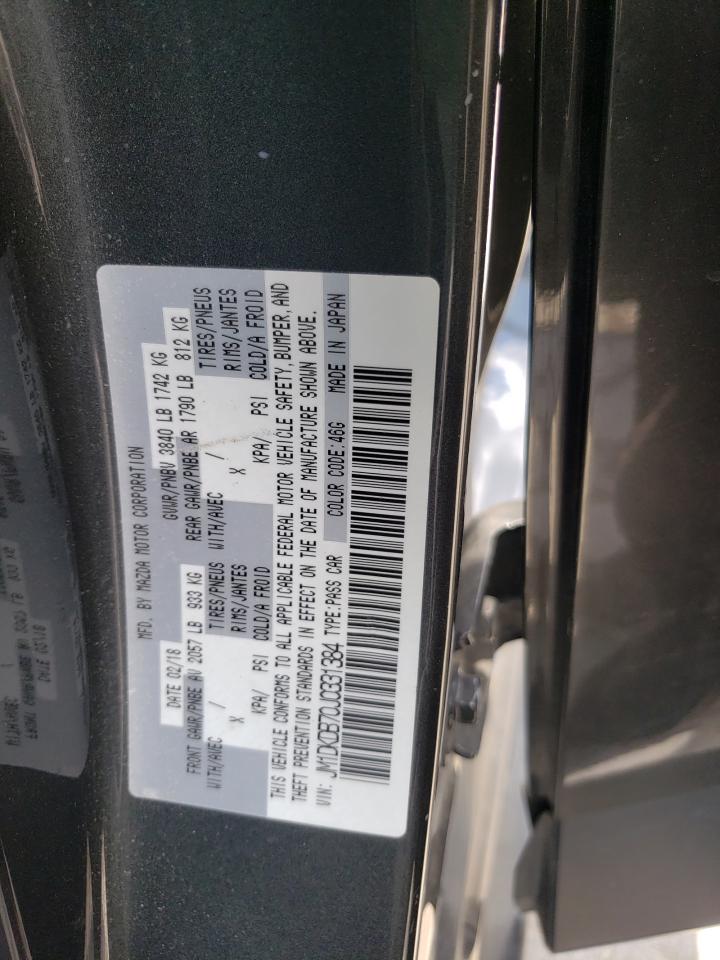 MFD. BY MAZDA MOTOR CORPORATION
DATE 02/18 GVWR/PNBV 3840 LB 1742 KG
FRONT GAWR/PNBE AV 2057 LB 933 KG REAR GAWR/PNBE AR 1790 LB 812 KG
WITH/AVEC / TIRES/PNEUS WITH/AVEC / TIRES/PNEUS
X RIMS/JANTES X RIMS/JANTES
KPA/ PSI COLD/A FROID KPA/ PSI COLD/A FROID
THIS VEHICLE CONFORMS TO ALL APPLICABLE FEDERAL MOTOR VEHICLE SAFETY, BUMPER, AND
THEFT PREVENTION STANDARDS IN EFFECT ON THE DATE OF MANUFACTURE SHOWN ABOVE.
VIN: JM1DKDB70J0331384 TYPE:PASS CAR COLOR CODE:46G MADE IN JAPAN